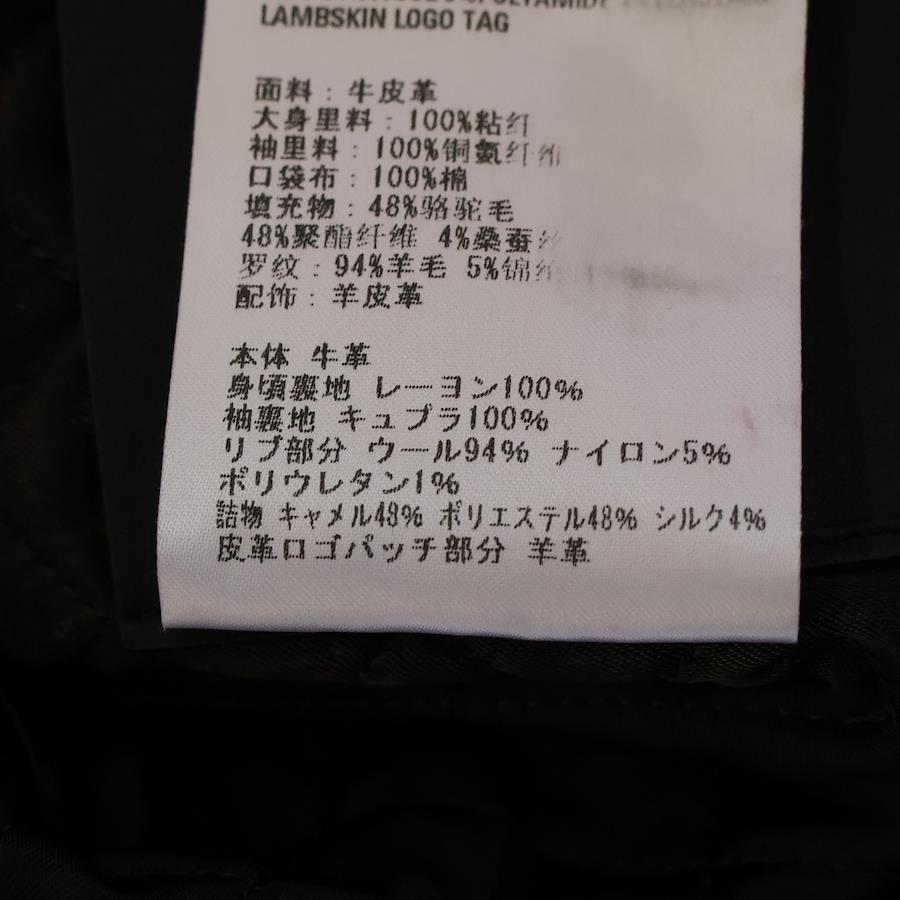 LAMBSKIN LOGO TAG
面料：牛皮革
大身里料：100%粘纤
袖里料：100%铜氨纤维
口袋布：100%棉
填充物：48%骆驼毛
48%聚酯纤维 4%桑蚕丝
罗纹：94%羊毛 5%锦纶
配饰：羊皮革
本体 牛革
身頃裏地 レーヨン100%
袖裏地 キュプラ100%
リブ部分 ウール94% ナイロン5%
ポリウレタン1%
詰物 キャメル48% ポリエステル48% シルク4%
皮革ロゴパッチ部分 羊革